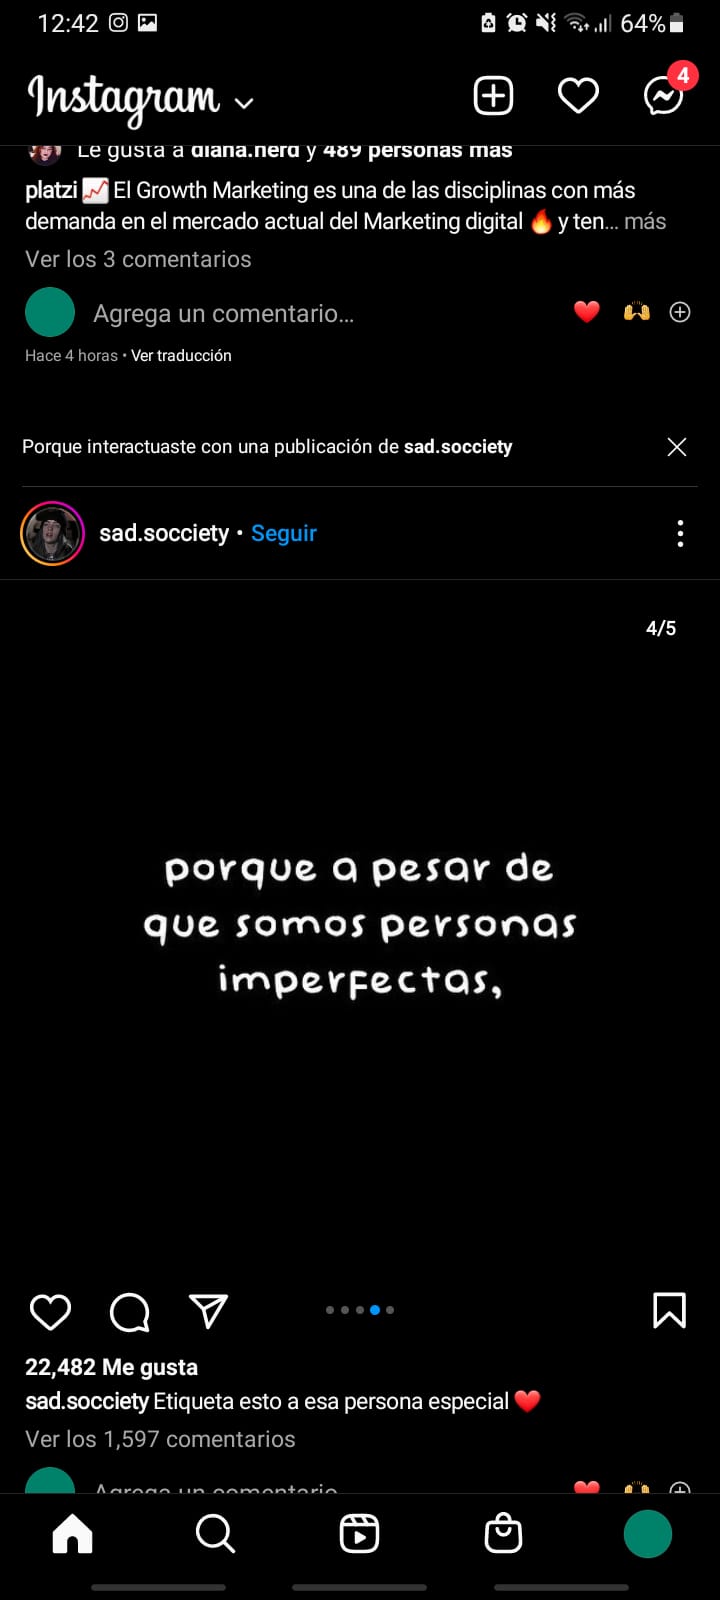 12:42 64%
Instagram 4
Le gusta a diana.nerd y 489 personas más
platzi 📈 El Growth Marketing es una de las disciplinas con más
demanda en el mercado actual del Marketing digital 🔥 y ten... más
Ver los 3 comentarios
Agrega un comentario...
Hace 4 horas • Ver traducción
Porque interactuaste con una publicación de sad.socciety
sad.socciety • Seguir
4/5
porque a pesar de
que somos personas
imperfectas,
22,482 Me gusta
sad.socciety Etiqueta esto a esa persona especial ❤️
Ver los 1,597 comentarios
Agrega un comentario